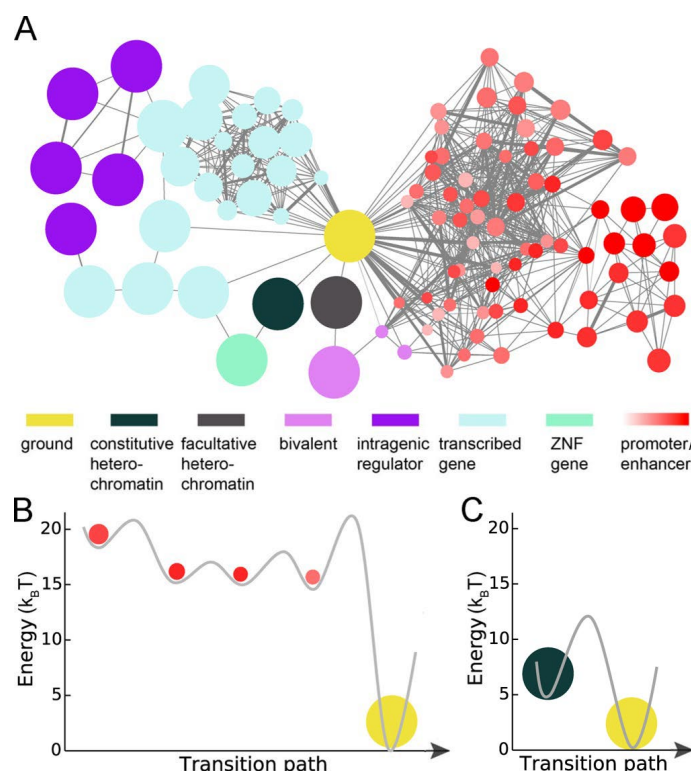 A
ground
constitutive
hetero-
chromatin
facultative
hetero-
chromatin
bivalent
intragenic
regulator
transcribed
gene
ZNF
gene
promoter/
enhancer
B
C
20
15
10
5
0
Energy (kBT)
Transition path
20
15
10
5
0
Energy (kBT)
Transition path